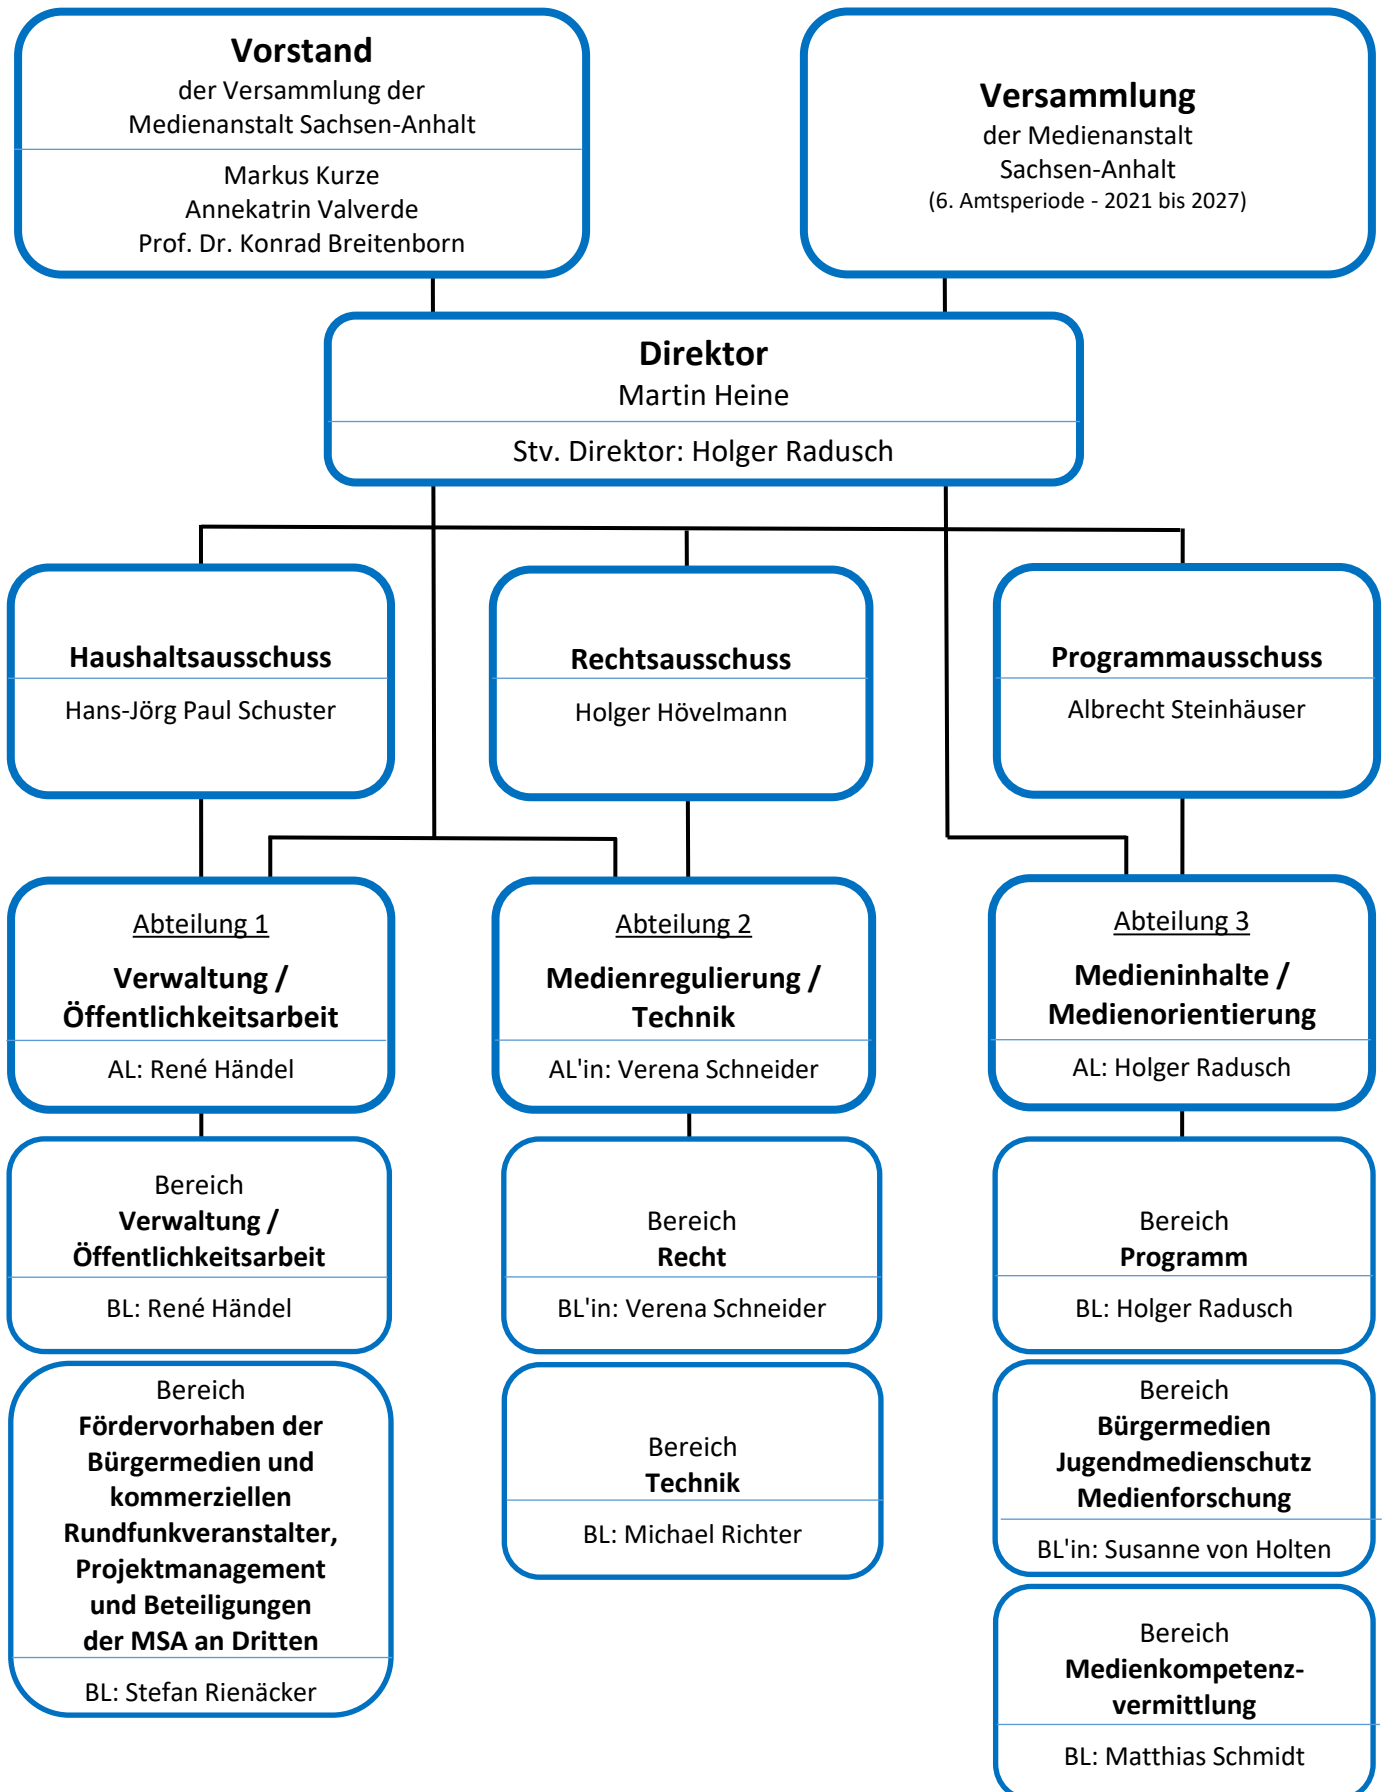 Vorstand
der Versammlung der
Medienanstalt Sachsen-Anhalt
Markus Kurze
Annekatrin Valverde
Prof. Dr. Konrad Breitenborn
Versammlung
der Medienanstalt
Sachsen-Anhalt
(6. Amtsperiode - 2021 bis 2027)
Direktor
Martin Heine
Stv. Direktor: Holger Radusch
Haushaltsausschuss
Hans-Jörg Paul Schuster
Rechtsausschuss
Holger Hövelmann
Programmausschuss
Albrecht Steinhäuser
Abteilung 1
Verwaltung /
Öffentlichkeitsarbeit
AL: René Händel
Abteilung 2
Medienregulierung /
Technik
AL'in: Verena Schneider
Abteilung 3
Medieninhalte /
Medienorientierung
AL: Holger Radusch
Bereich
Verwaltung /
Öffentlichkeitsarbeit
BL: René Händel
Bereich
Recht
BL'in: Verena Schneider
Bereich
Programm
BL: Holger Radusch
Bereich
Fördervorhaben der
Bürgermedien und
kommerziellen
Rundfunkveranstalter,
Projektmanagement
und Beteiligungen
der MSA an Dritten
BL: Stefan Rienäcker
Bereich
Technik
BL: Michael Richter
Bereich
Bürgermedien
Jugendmedienschutz
Medienforschung
BL'in: Susanne von Holten
Bereich
Medienkompetenz-
vermittlung
BL: Matthias Schmidt